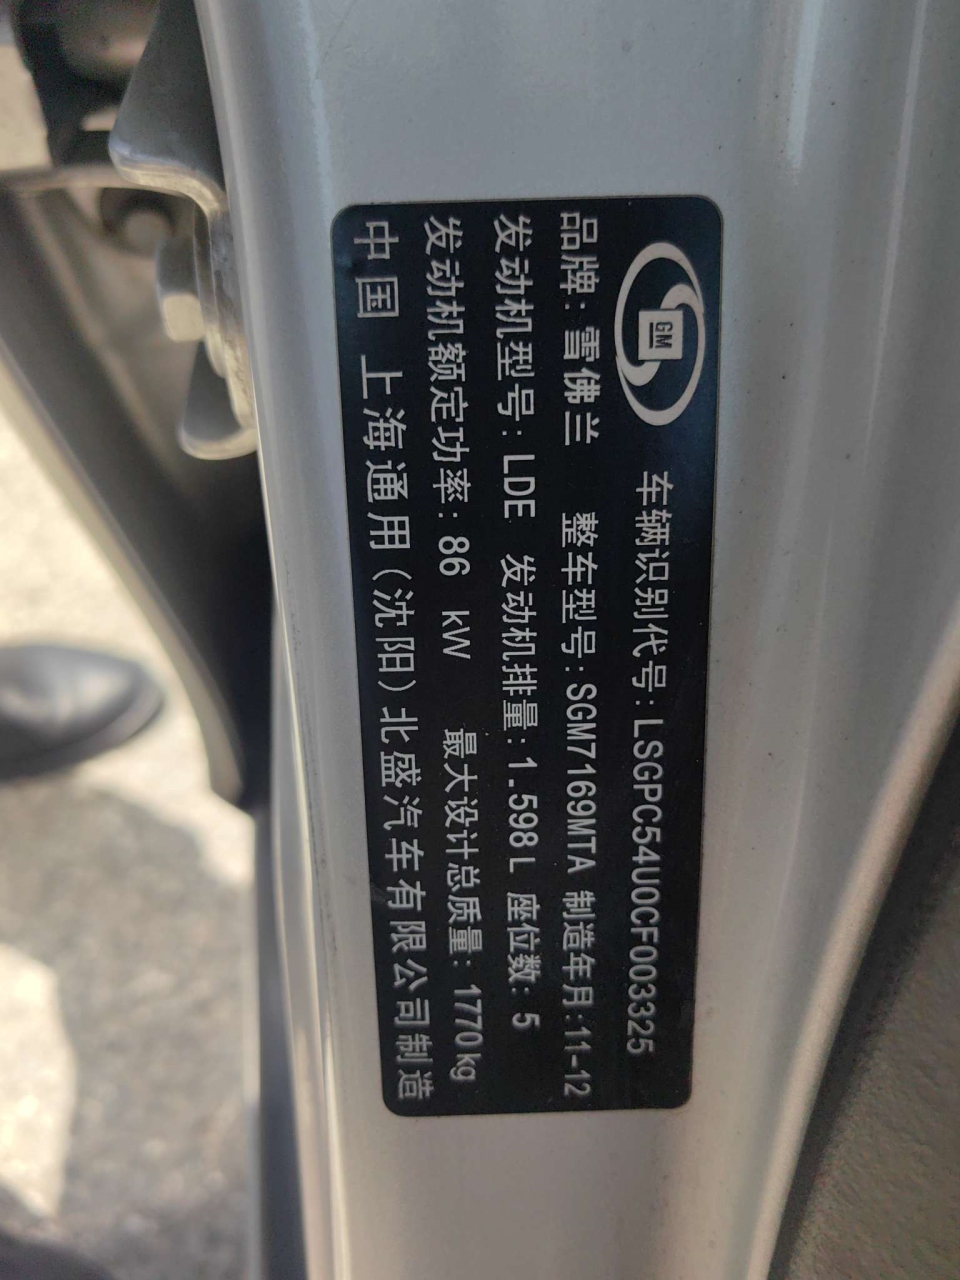 GM
车辆识别代号:LSGPC54U0CF003325
品牌:雪佛兰 整车型号:SGM7169MTA 制造年月:11-12
发动机型号:LDE 发动机排量:1.598L 座位数:5
发动机额定功率:86 kW 最大设计总质量:1770kg
中国 上海通用(沈阳)北盛汽车有限公司制造